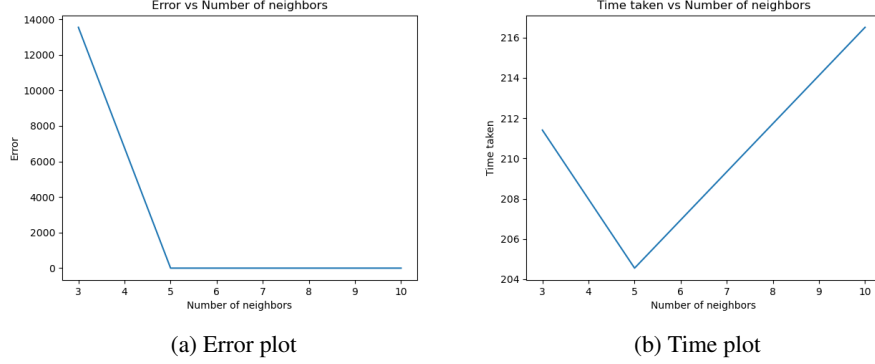 Error vs Number of neighbors
14000
12000
10000
8000
6000
4000
2000
0
Error
3 4 5 6 7 8 9 10
Number of neighbors
(a) Error plot
Time taken vs Number of neighbors
216
214
212
210
208
206
204
Time taken
3 4 5 6 7 8 9 10
Number of neighbors
(b) Time plot